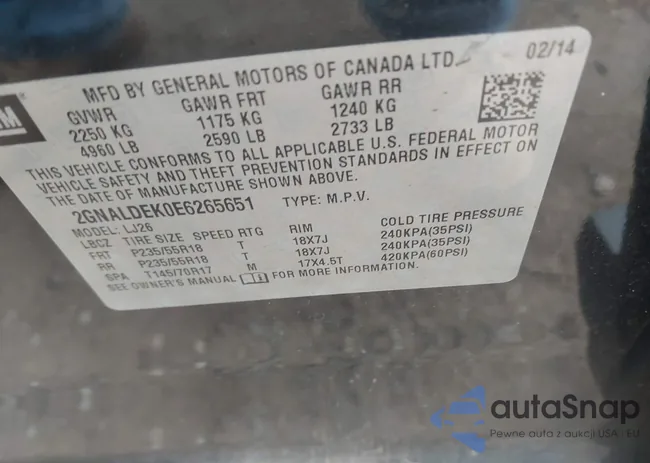 GM
MFD BY GENERAL MOTORS OF CANADA LTD.
02/14
GVWR GAWR FRT GAWR RR
2250 KG 1175 KG 1240 KG
4960 LB 2590 LB 2733 LB
THIS VEHICLE CONFORMS TO ALL APPLICABLE U.S. FEDERAL MOTOR
VEHICLE SAFETY AND THEFT PREVENTION STANDARDS IN EFFECT ON
THE DATE OF MANUFACTURE SHOWN ABOVE.
2GNALDEK0E6265651 TYPE: M.P.V.
MODEL: LJ26
LBCZ TIRE SIZE SPEED RTG RIM COLD TIRE PRESSURE
FRT P235/55R18 T 18X7J 240KPA(35PSI)
RR P235/55R18 T 18X7J 240KPA(35PSI)
SPA T145/70R17 M 17X4.5T 420KPA(60PSI)
SEE OWNER'S MANUAL FOR MORE INFORMATION.
autaSnap
Pewne auta z aukcji USA - EU